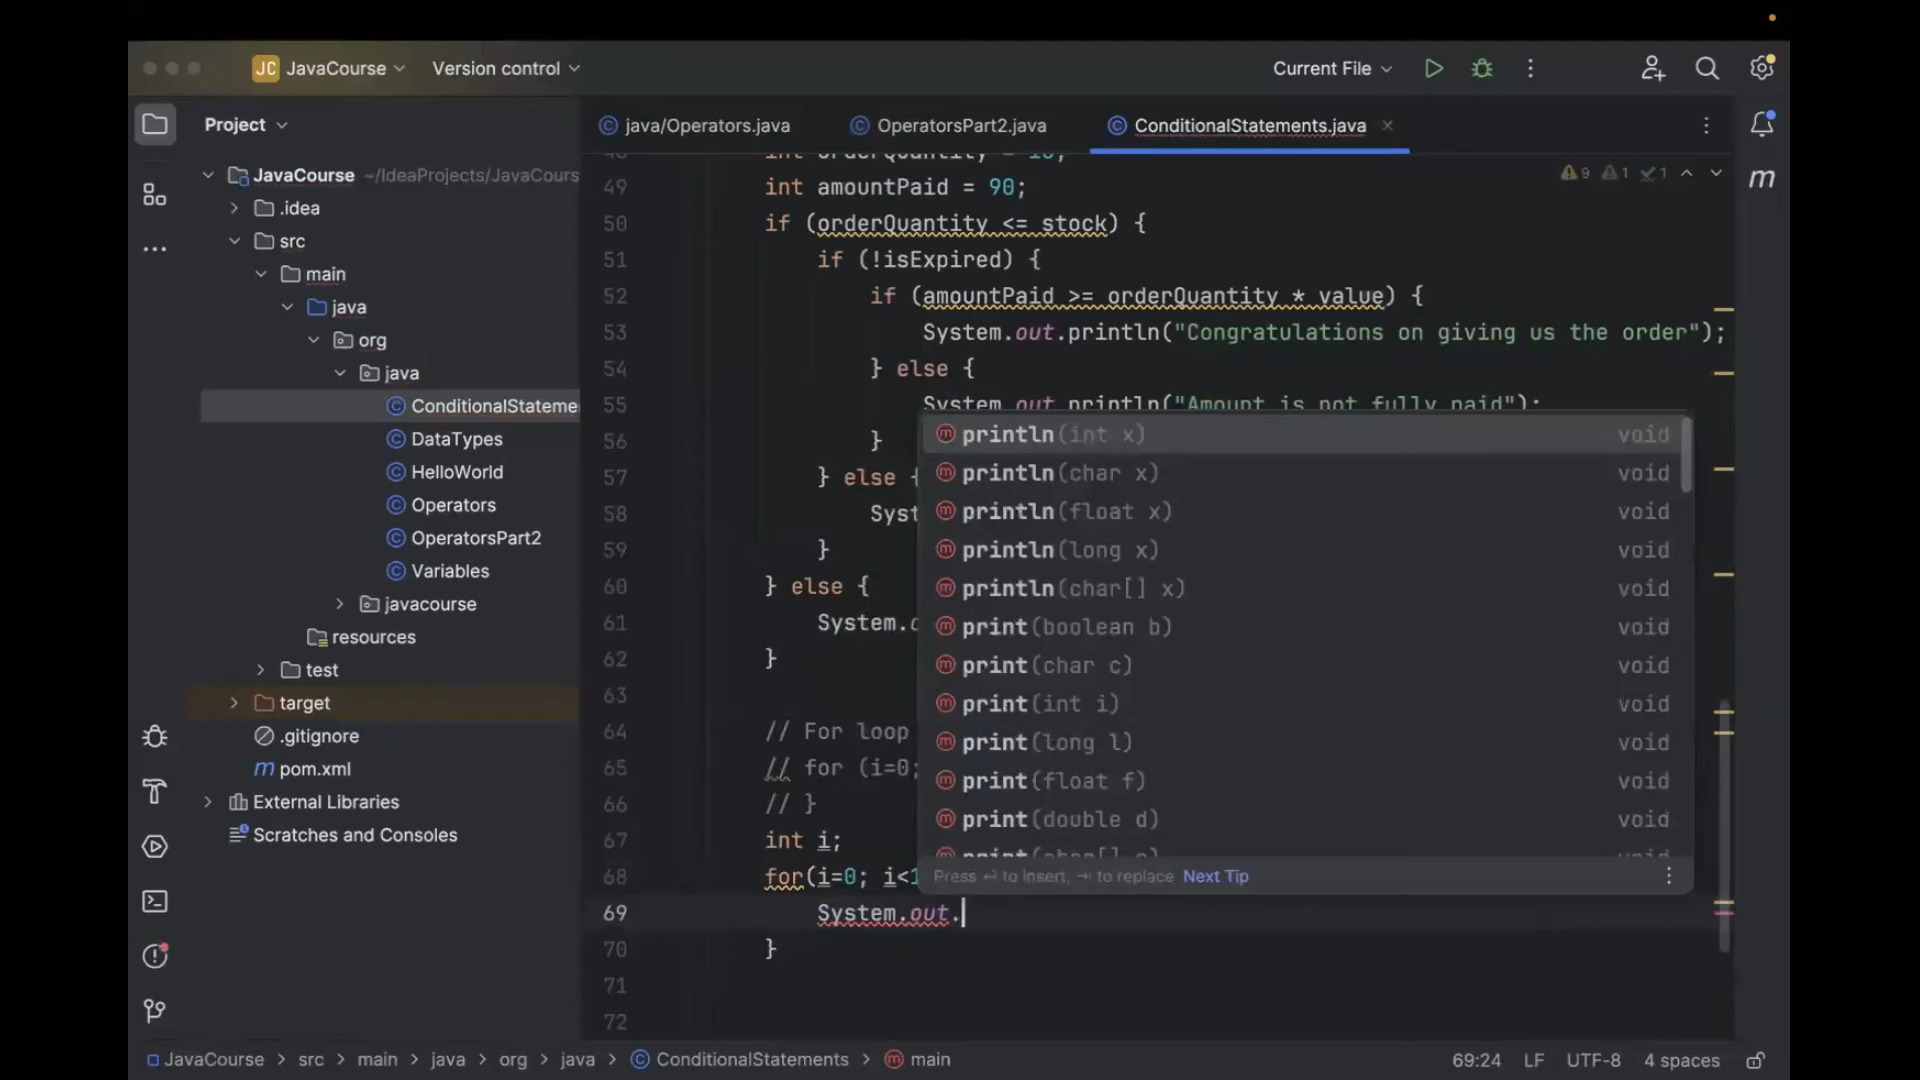 JC JavaCourse Version control Current File
Project java/Operators.java OperatorsPart2.java ConditionalStatements.java
JavaCourse ~/IdeaProjects/JavaCours
.idea
src
main
java
org
java
ConditionalStateme
DataTypes
HelloWorld
Operators
OperatorsPart2
Variables
javacourse
resources
test
target
.gitignore
m pom.xml
External Libraries
Scratches and Consoles
9 1 1
m
49 int amountPaid = 90;
50 if (orderQuantity <= stock) {
51 if (!isExpired) {
52 if (amountPaid >= orderQuantity * value) {
53 System.out.println("Congratulations on giving us the order");
54 } else {
55 System.out.println("Amount is not fully paid");
56 }
57 } else {
58 Syst
59 }
60 } else {
61 System.o
62 }
63
64 // For loop
65 // for (i=0;
66 // }
67 int i;
68 for(i=0; i<1
69 System.out.
70 }
71
72
println(int x) void
println(char x) void
println(float x) void
println(long x) void
println(char[] x) void
print(boolean b) void
print(char c) void
print(int i) void
print(long l) void
print(float f) void
print(double d) void
Press ↵ to insert, ⇥ to replace Next Tip
JavaCourse > src > main > java > org > java > ConditionalStatements > main 69:24 LF UTF-8 4 spaces